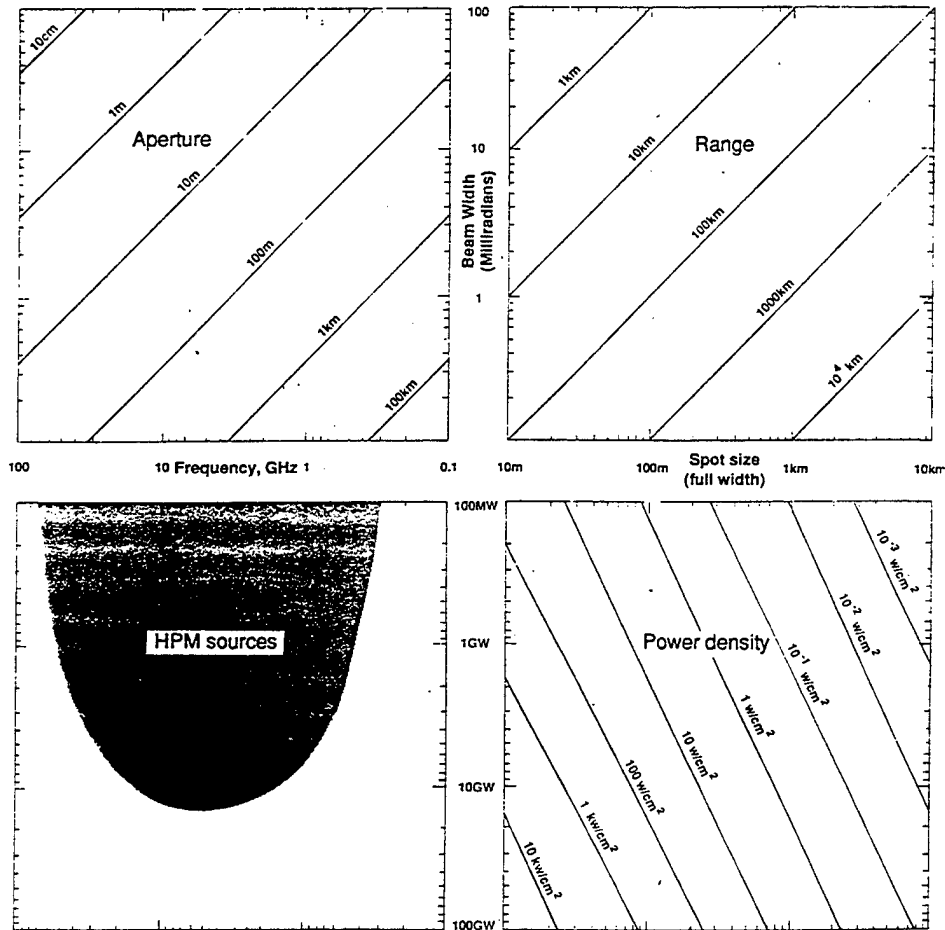 10cm
1m
Aperture
10m
100m
1km
100km
100
10
1
Beam Width
(Milliradians)
1km
10km
Range
100km
1000km
10⁴ km
100
10
Frequency, GHz
1
0.1
10m
100m
Spot size
(full width)
1km
10km
HPM sources
100MW
1GW
10GW
100GW
10⁻³ w/cm²
10⁻² w/cm²
Power density
10⁻¹ w/cm²
1 w/cm²
10 w/cm²
100 w/cm²
1 kw/cm²
10 kw/cm²